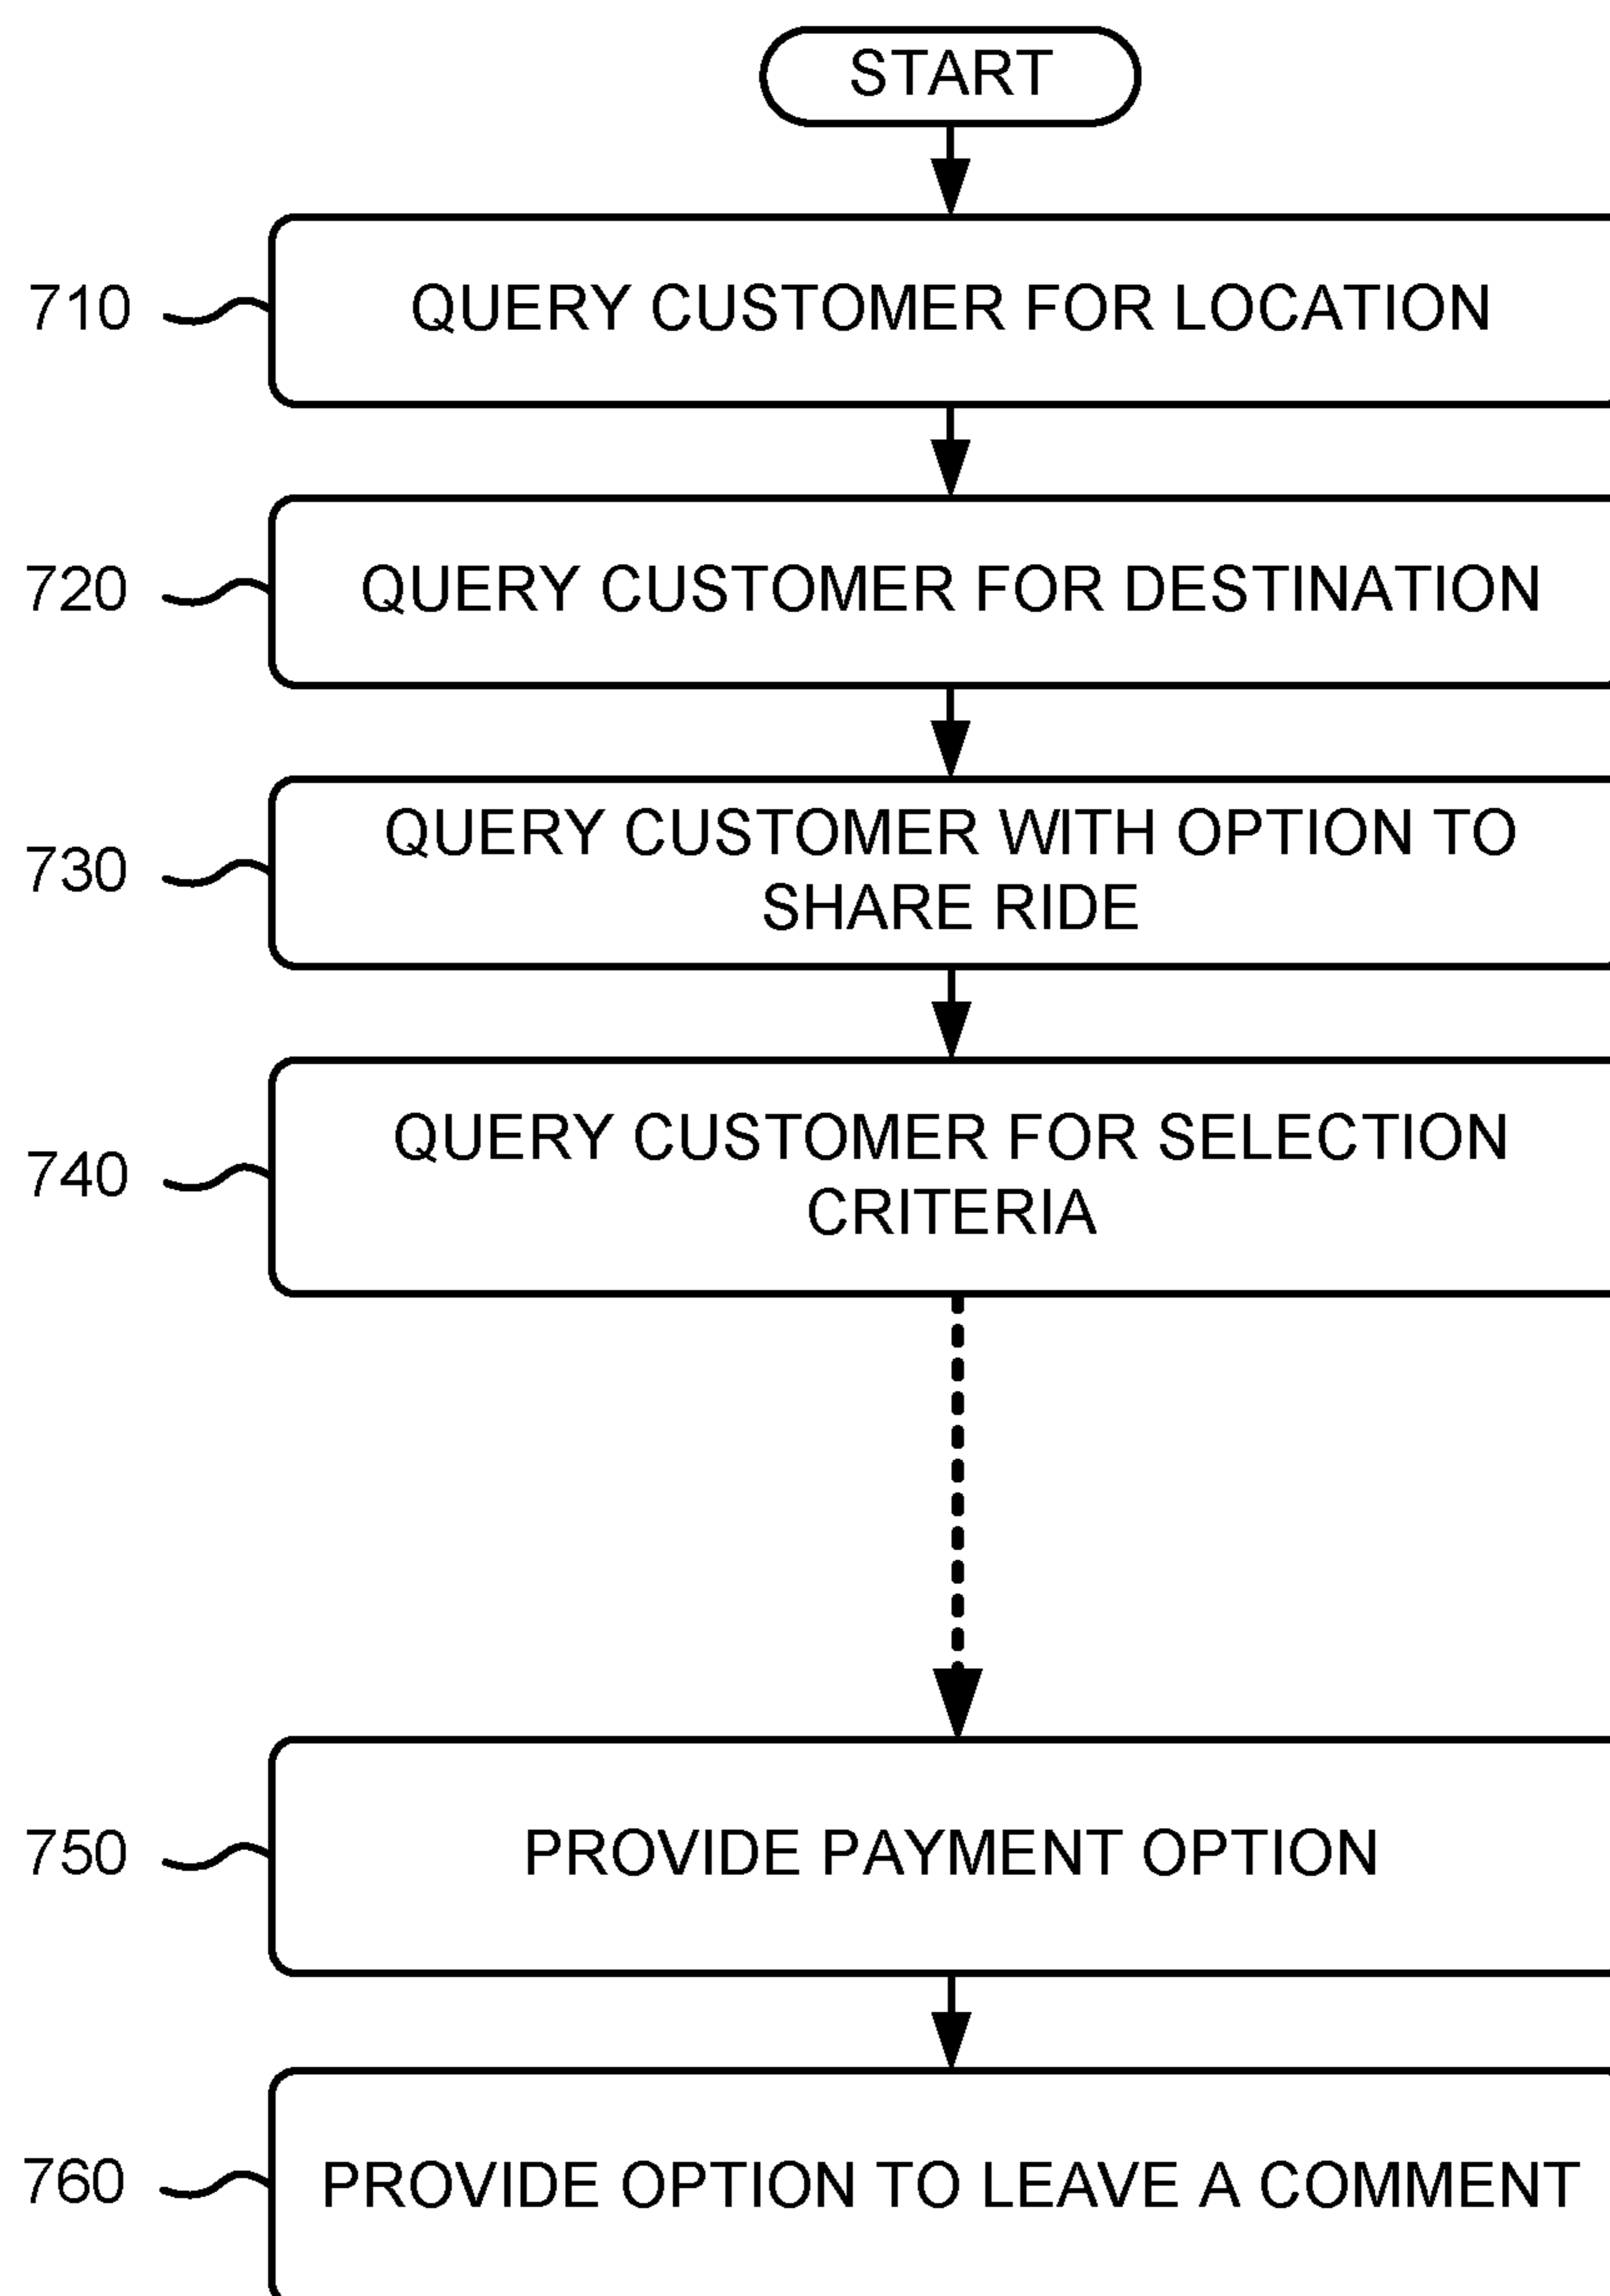 START
710
QUERY CUSTOMER FOR LOCATION
720
QUERY CUSTOMER FOR DESTINATION
730
QUERY CUSTOMER WITH OPTION TO
SHARE RIDE
740
QUERY CUSTOMER FOR SELECTION
CRITERIA
750
PROVIDE PAYMENT OPTION
760
PROVIDE OPTION TO LEAVE A COMMENT